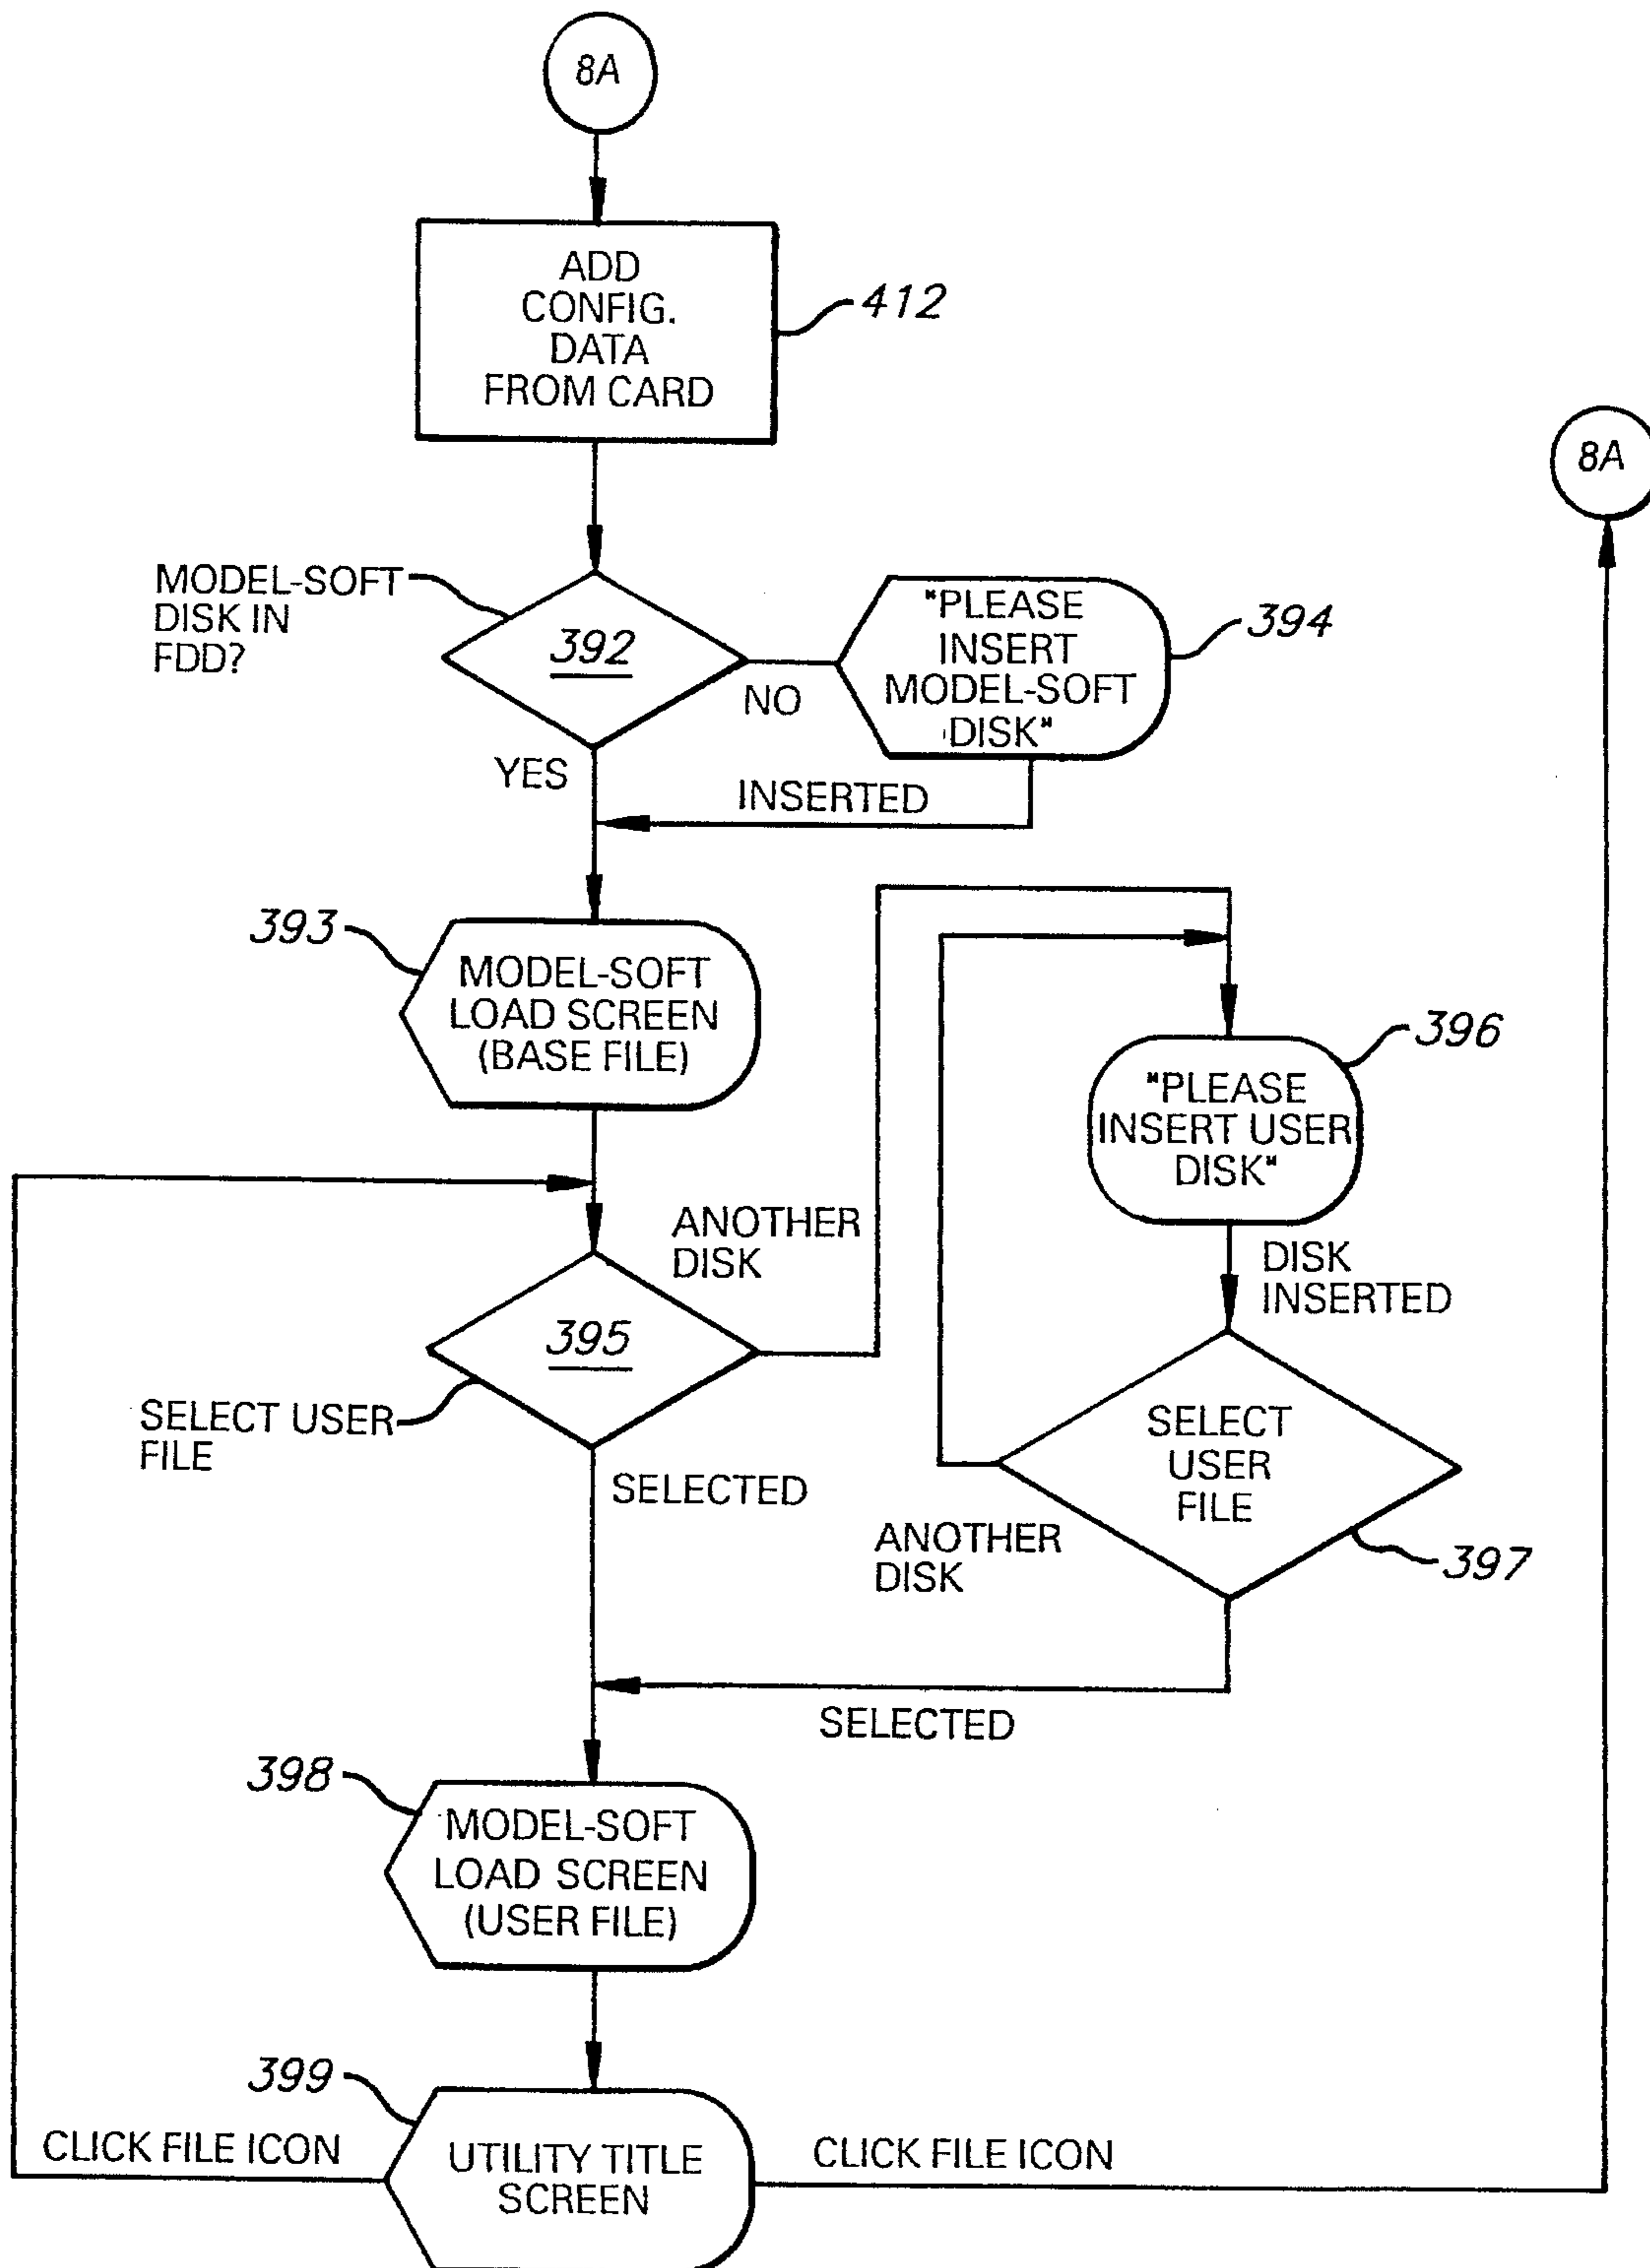 8A
ADD
CONFIG.
DATA
FROM CARD
412
8A
MODEL-SOFT
DISK IN
FDD?
392
NO
"PLEASE
INSERT
MODEL-SOFT
DISK"
394
YES
INSERTED
393
MODEL-SOFT
LOAD SCREEN
(BASE FILE)
396
"PLEASE
INSERT USER
DISK"
ANOTHER
DISK
DISK
INSERTED
395
SELECT USER
FILE
SELECT
USER
FILE
SELECTED
ANOTHER
DISK
397
SELECTED
398
MODEL-SOFT
LOAD SCREEN
(USER FILE)
399
CLICK FILE ICON
UTILITY TITLE
SCREEN
CLICK FILE ICON